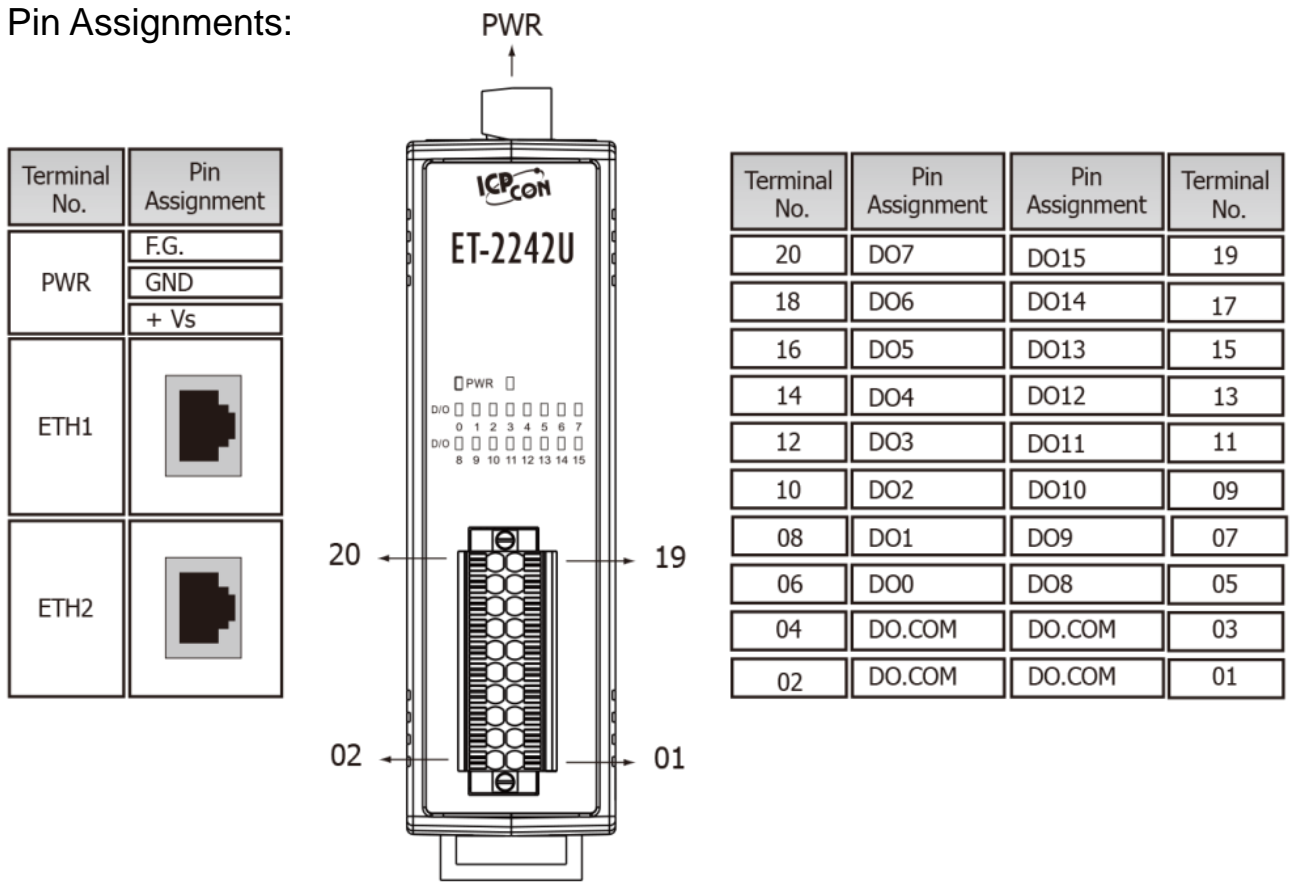 Pin Assignments:
PWR
Terminal No. Pin Assignment
PWR F.G.
GND
+ Vs
ETH1
ETH2
ICP CON
ET-2242U
PWR
D/O
0 1 2 3 4 5 6 7
D/O
8 9 10 11 12 13 14 15
20 19
02 01
Terminal No. Pin Assignment Pin Assignment Terminal No.
20 DO7 DO15 19
18 DO6 DO14 17
16 DO5 DO13 15
14 DO4 DO12 13
12 DO3 DO11 11
10 DO2 DO10 09
08 DO1 DO9 07
06 DO0 DO8 05
04 DO.COM DO.COM 03
02 DO.COM DO.COM 01